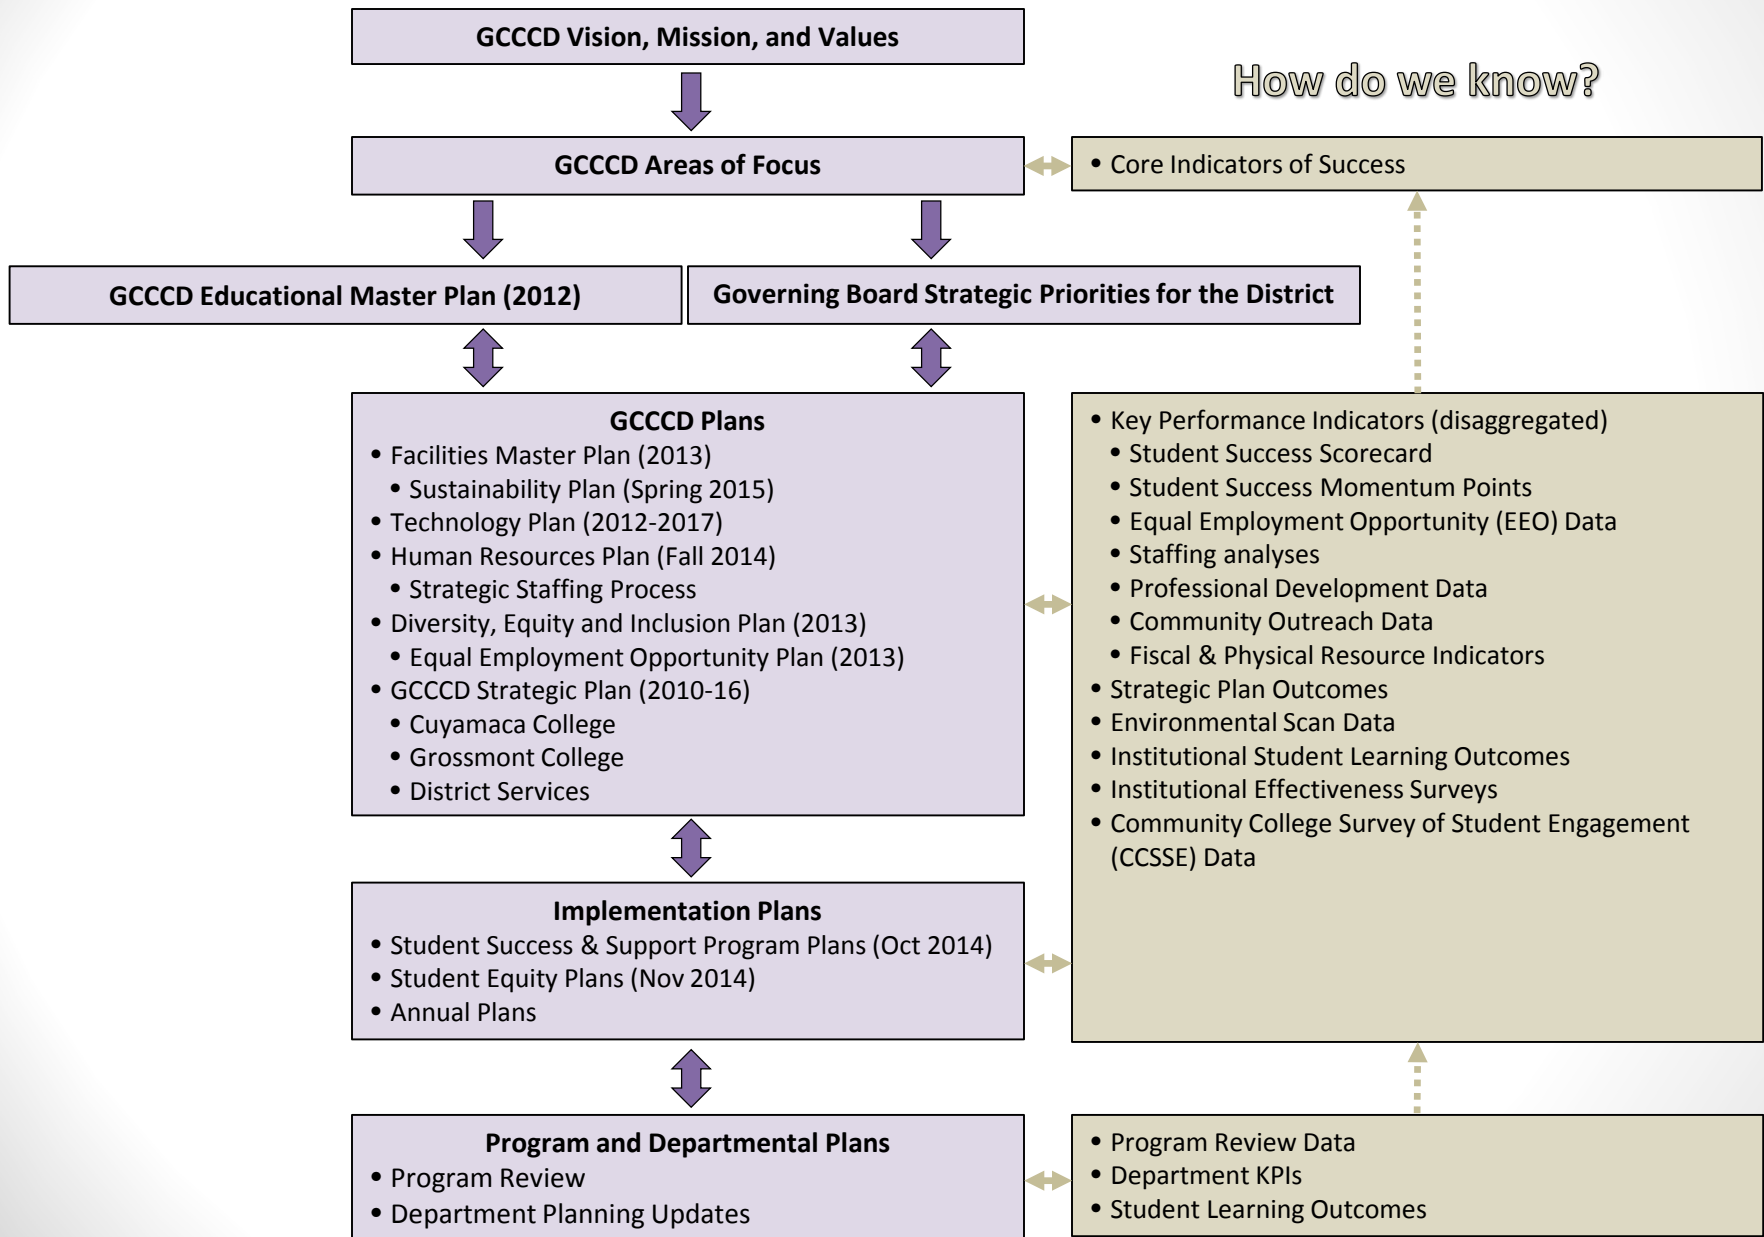 GCCCD Vision, Mission, and Values
How do we know?
GCCCD Areas of Focus
• Core Indicators of Success
GCCCD Educational Master Plan (2012)
Governing Board Strategic Priorities for the District
GCCCD Plans
• Facilities Master Plan (2013)
• Sustainability Plan (Spring 2015)
• Technology Plan (2012-2017)
• Human Resources Plan (Fall 2014)
• Strategic Staffing Process
• Diversity, Equity and Inclusion Plan (2013)
• Equal Employment Opportunity Plan (2013)
• GCCCD Strategic Plan (2010-16)
• Cuyamaca College
• Grossmont College
• District Services
• Key Performance Indicators (disaggregated)
• Student Success Scorecard
• Student Success Momentum Points
• Equal Employment Opportunity (EEO) Data
• Staffing analyses
• Professional Development Data
• Community Outreach Data
• Fiscal & Physical Resource Indicators
• Strategic Plan Outcomes
• Environmental Scan Data
• Institutional Student Learning Outcomes
• Institutional Effectiveness Surveys
• Community College Survey of Student Engagement
(CCSSE) Data
Implementation Plans
• Student Success & Support Program Plans (Oct 2014)
• Student Equity Plans (Nov 2014)
• Annual Plans
Program and Departmental Plans
• Program Review
• Department Planning Updates
• Program Review Data
• Department KPIs
• Student Learning Outcomes